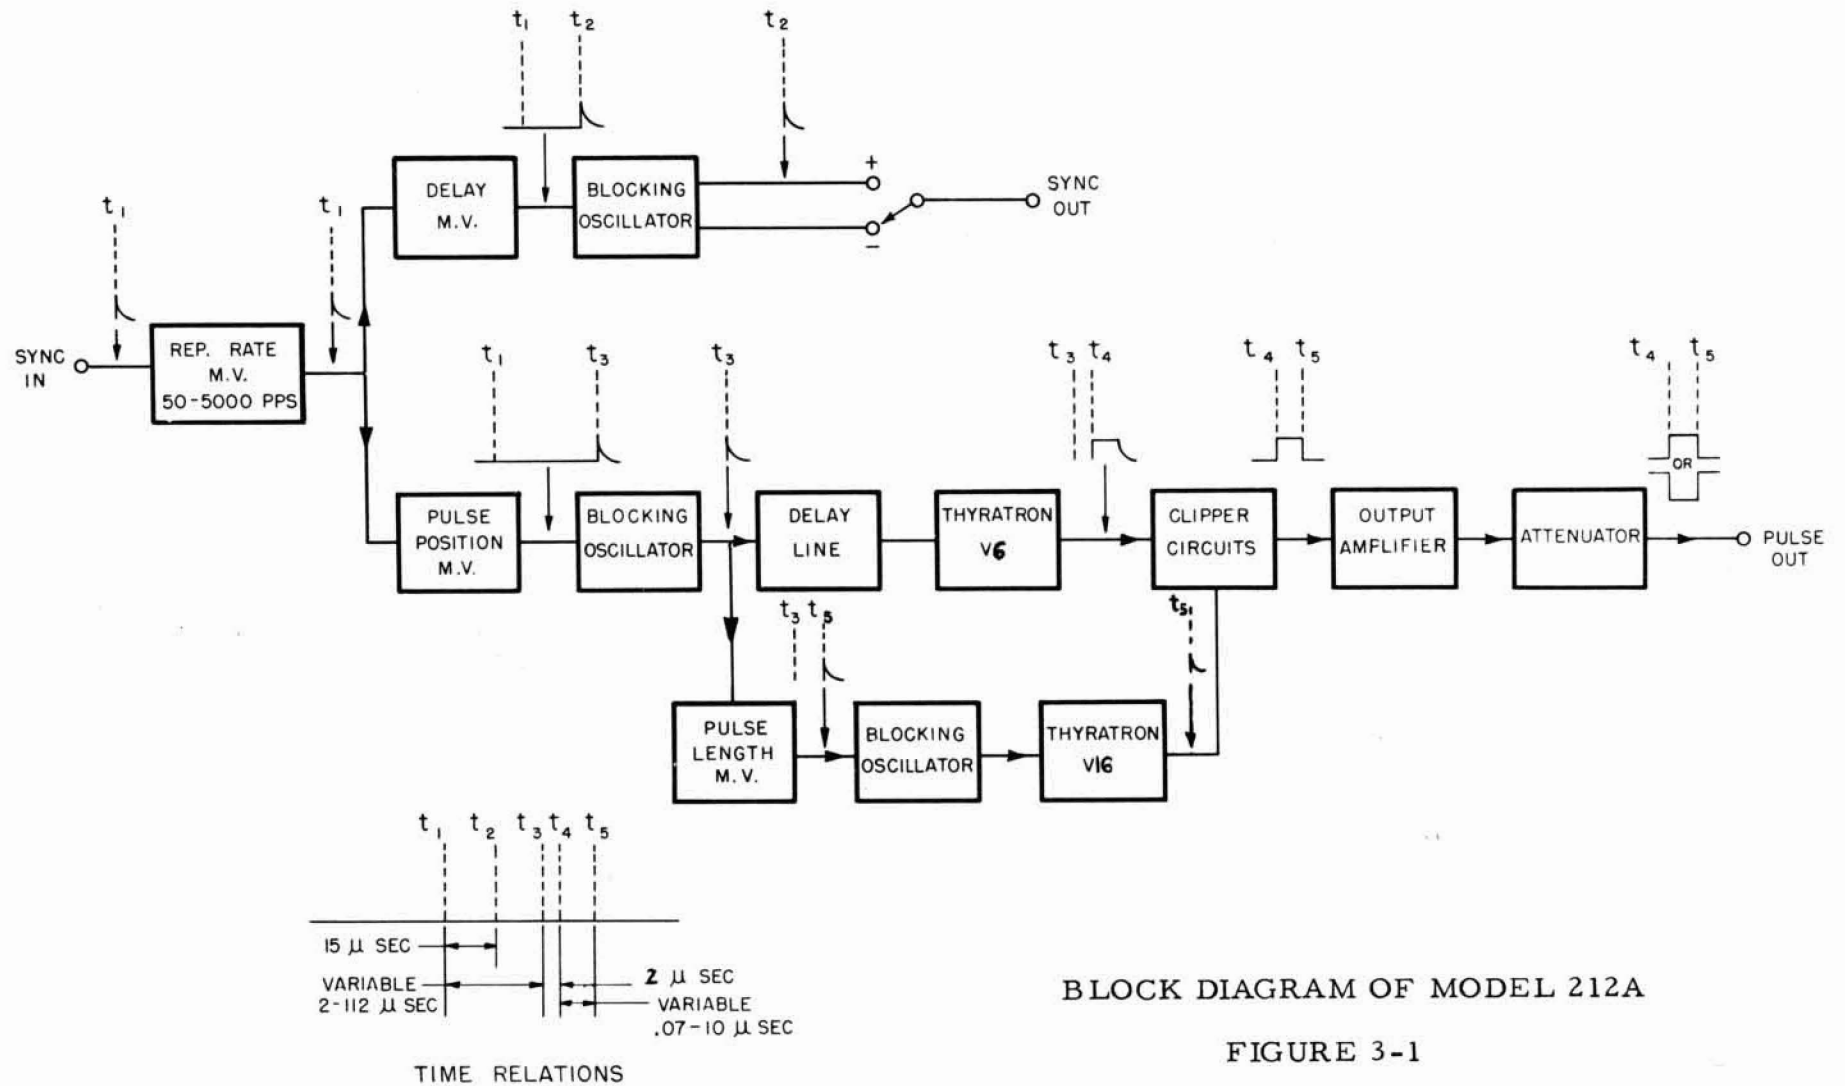 t₁ t₂ t₂
DELAY
M.V.
BLOCKING
OSCILLATOR
+
−
SYNC
OUT
t₁ t₁
SYNC
IN
REP. RATE
M.V.
50-5000 PPS
t₁ t₃ t₃ t₃ t₄ t₄ t₅ t₄ t₅
OR
PULSE
POSITION
M.V.
BLOCKING
OSCILLATOR
DELAY
LINE
THYRATRON
V6
CLIPPER
CIRCUITS
OUTPUT
AMFLIFIER
ATTENUATOR
PULSE
OUT
t₃ t₅ t₅
PULSE
LENGTH
M.V.
BLOCKING
OSCILLATOR
THYRATRON
V16
t₁ t₂ t₃ t₄ t₅
15 μ SEC
VARIABLE
2-112 μ SEC
2 μ SEC
VARIABLE
.07-10 μ SEC
TIME RELATIONS
BLOCK DIAGRAM OF MODEL 212A
FIGURE 3-1